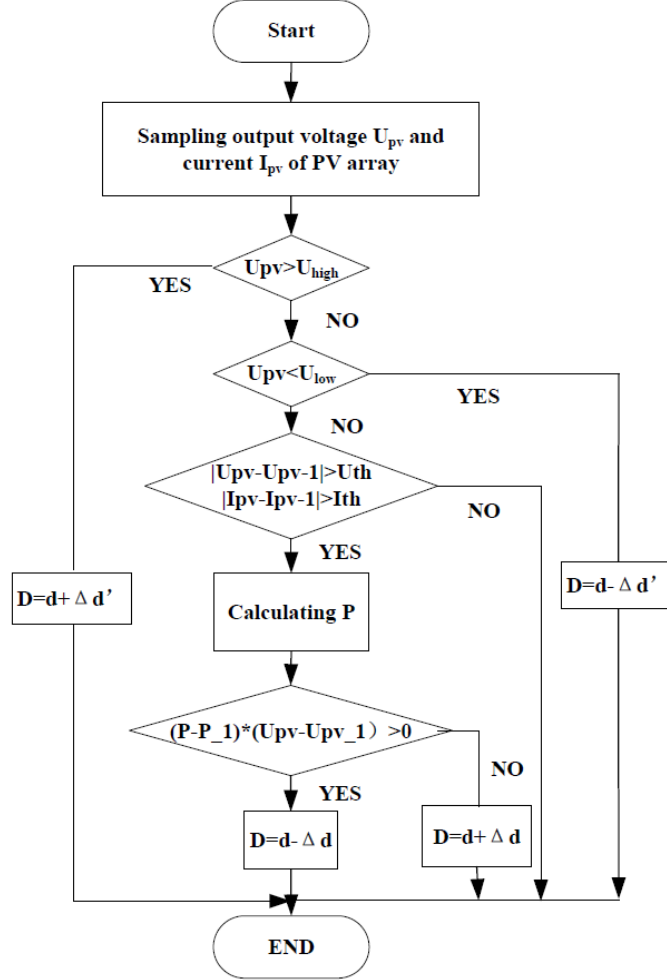 Start
Sampling output voltage Upv and
current Ipv of PV array
Upv>Uhigh
YES
NO
Upv<Ulow
YES
NO
|Upv-Upv-1|>Uth
|Ipv-Ipv-1|>Ith
NO
YES
D=d+Δd’
Calculating P
D=d-Δd’
(P-P_1)*(Upv-Upv_1）>0
NO
YES
D=d-Δd
D=d+Δd
END